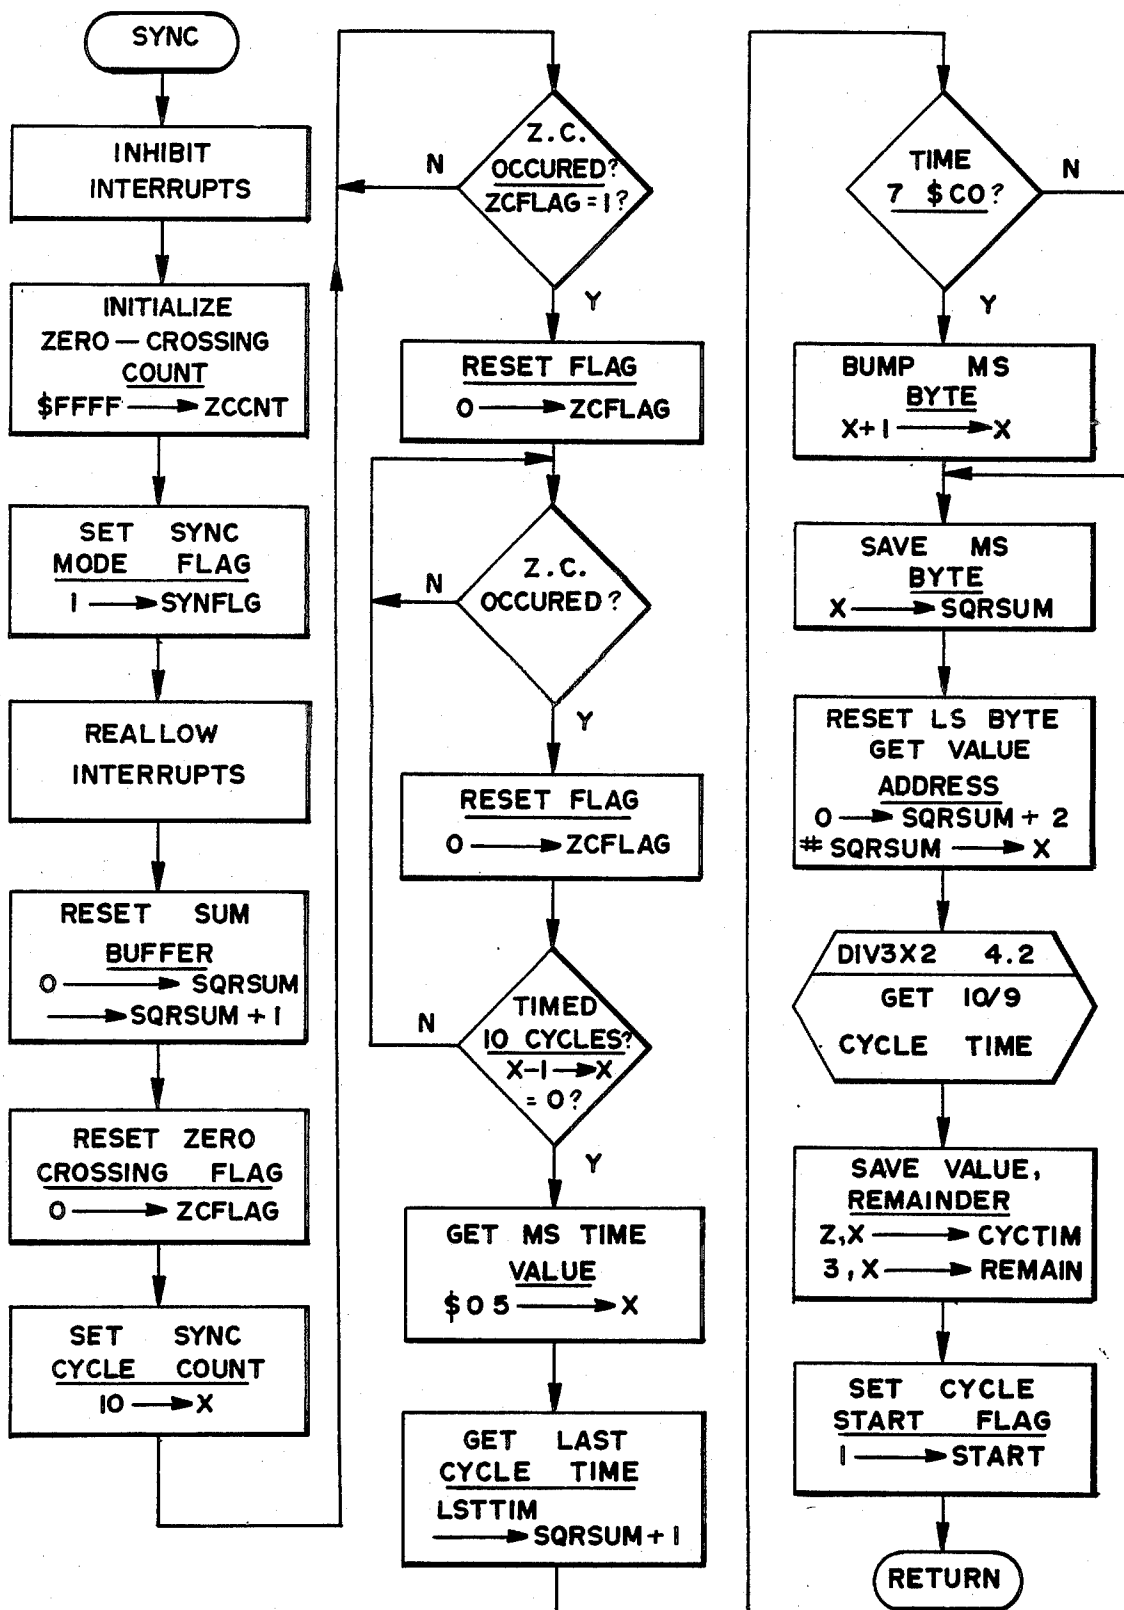 SYNC
INHIBIT
INTERRUPTS
INITIALIZE
ZERO — CROSSING
COUNT
$FFFF → ZCCNT
SET SYNC
MODE FLAG
1 → SYNFLG
REALLOW
INTERRUPTS
RESET SUM
BUFFER
0 → SQRSUM
→ SQRSUM + 1
RESET ZERO
CROSSING FLAG
0 → ZCFLAG
SET SYNC
CYCLE COUNT
10 → X
Z.C.
OCCURED?
ZCFLAG = 1?
N
Y
RESET FLAG
0 → ZCFLAG
Z.C.
OCCURED?
N
Y
RESET FLAG
0 → ZCFLAG
TIMED
10 CYCLES?
X-1 → X
= 0?
N
Y
GET MS TIME
VALUE
$05 → X
GET LAST
CYCLE TIME
LSTTIM
→ SQRSUM + 1
TIME
7 $CO?
N
Y
BUMP MS
BYTE
X+1 → X
SAVE MS
BYTE
X → SQRSUM
RESET LS BYTE
GET VALUE
ADDRESS
0 → SQRSUM + 2
# SQRSUM → X
DIV3X2 4.2
GET 10/9
CYCLE TIME
SAVE VALUE,
REMAINDER
Z,X → CYCTIM
3,X → REMAIN
SET CYCLE
START FLAG
1 → START
RETURN